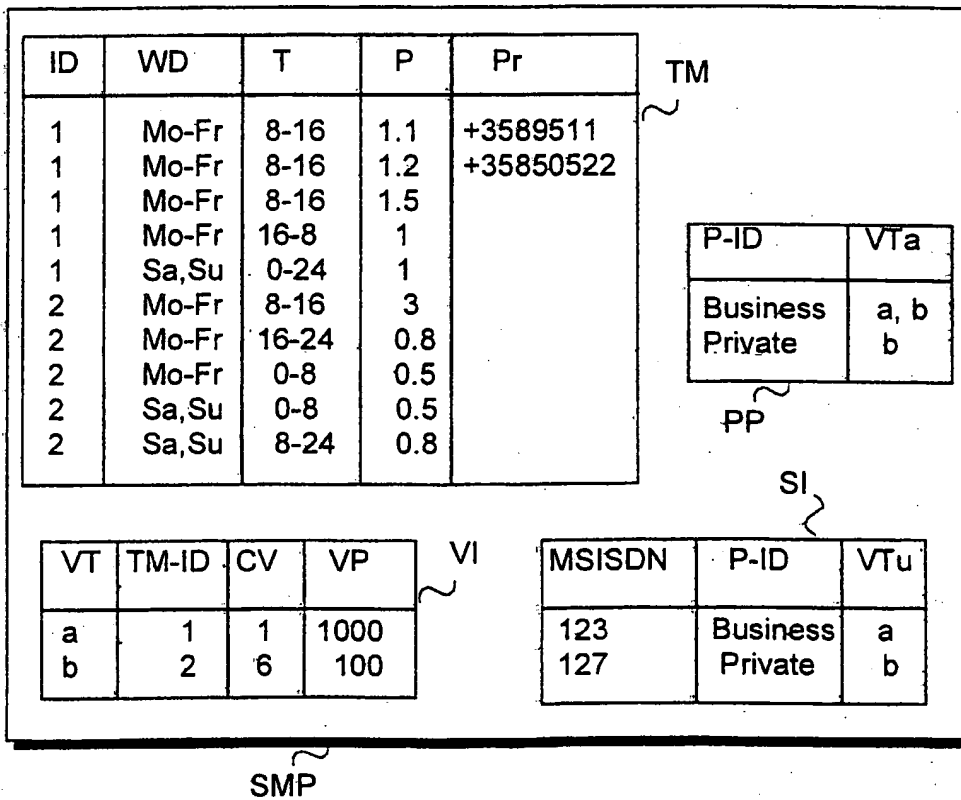 ID WD T P Pr
TM
1 Mo-Fr 8-16 1.1 +3589511
1 Mo-Fr 8-16 1.2 +35850522
1 Mo-Fr 8-16 1.5
1 Mo-Fr 16-8 1
1 Sa,Su 0-24 1
2 Mo-Fr 8-16 3
2 Mo-Fr 16-24 0.8
2 Mo-Fr 0-8 0.5
2 Sa,Su 0-8 0.5
2 Sa,Su 8-24 0.8
P-ID VTa
Business a, b
Private b
PP
VT TM-ID CV VP
VI
a 1 1 1000
b 2 6 100
SI
MSISDN P-ID VTu
123 Business a
127 Private b
SMP